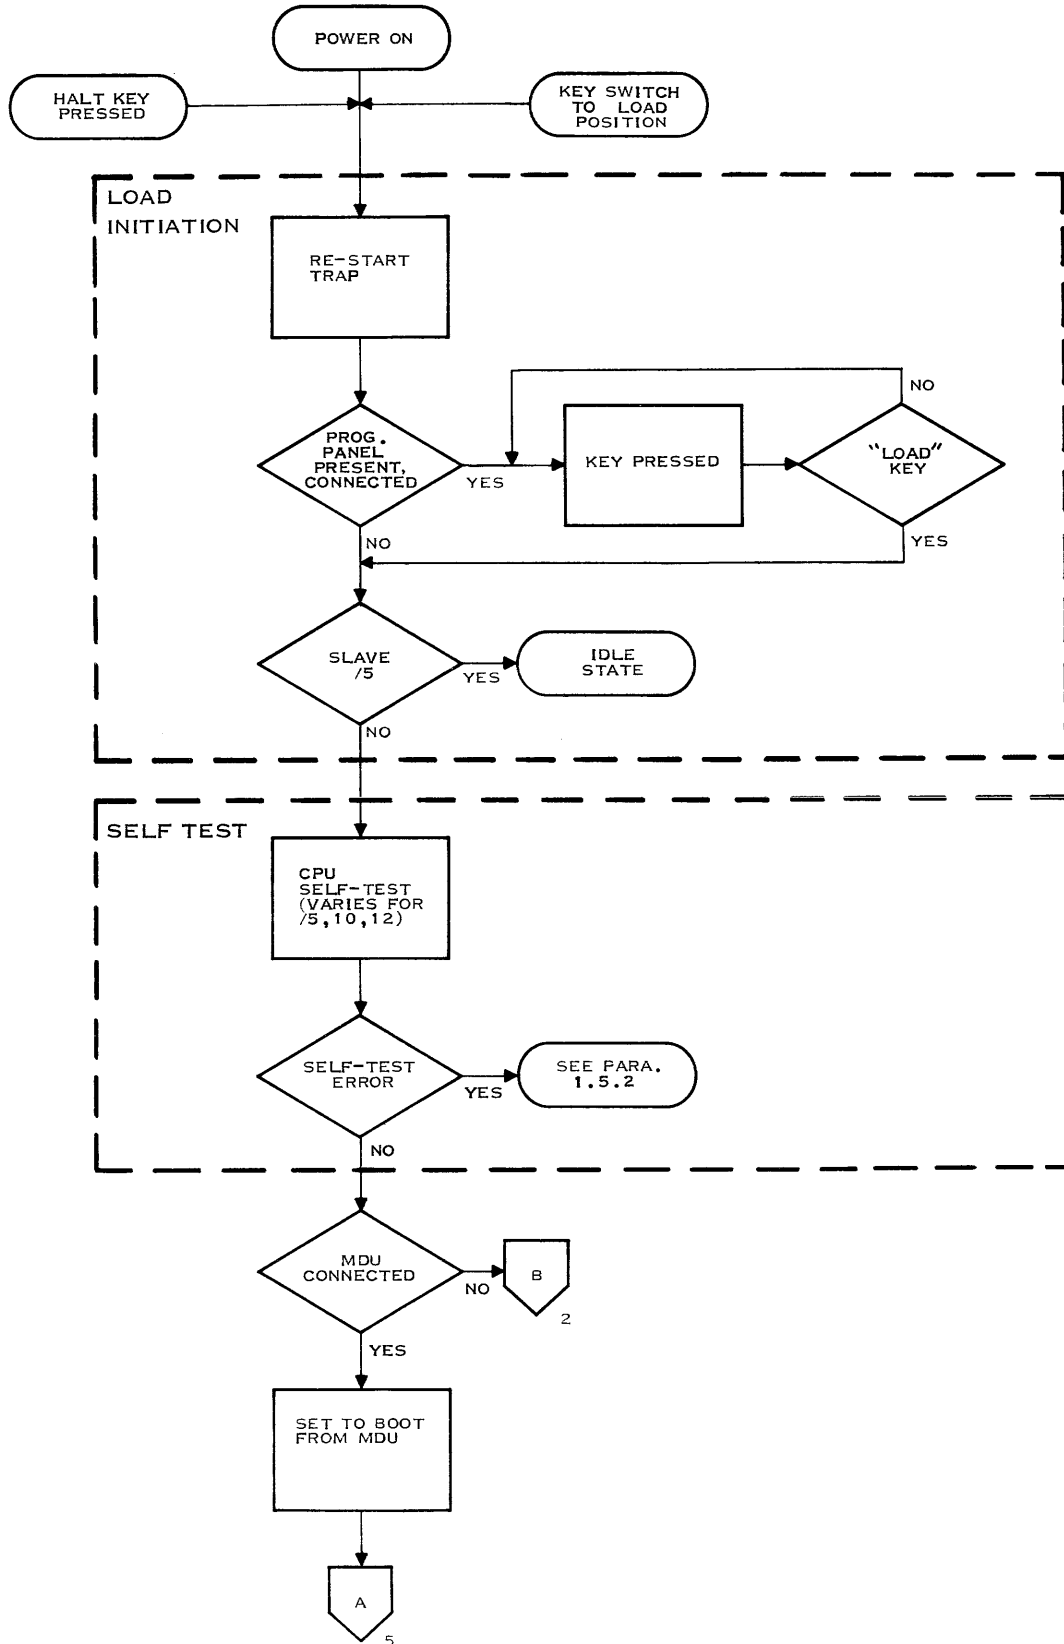 POWER ON
HALT KEY
PRESSED
KEY SWITCH
TO LOAD
POSITION
LOAD
INITIATION
RE-START
TRAP
PROG.
PANEL
PRESENT,
CONNECTED
YES
KEY PRESSED
"LOAD"
KEY
NO
YES
NO
SLAVE
/5
YES
IDLE
STATE
NO
SELF TEST
CPU
SELF-TEST
(VARIES FOR
/5,10,12)
SELF-TEST
ERROR
YES
SEE PARA.
1.5.2
NO
MDU
CONNECTED
NO
B
2
YES
SET TO BOOT
FROM MDU
A
5